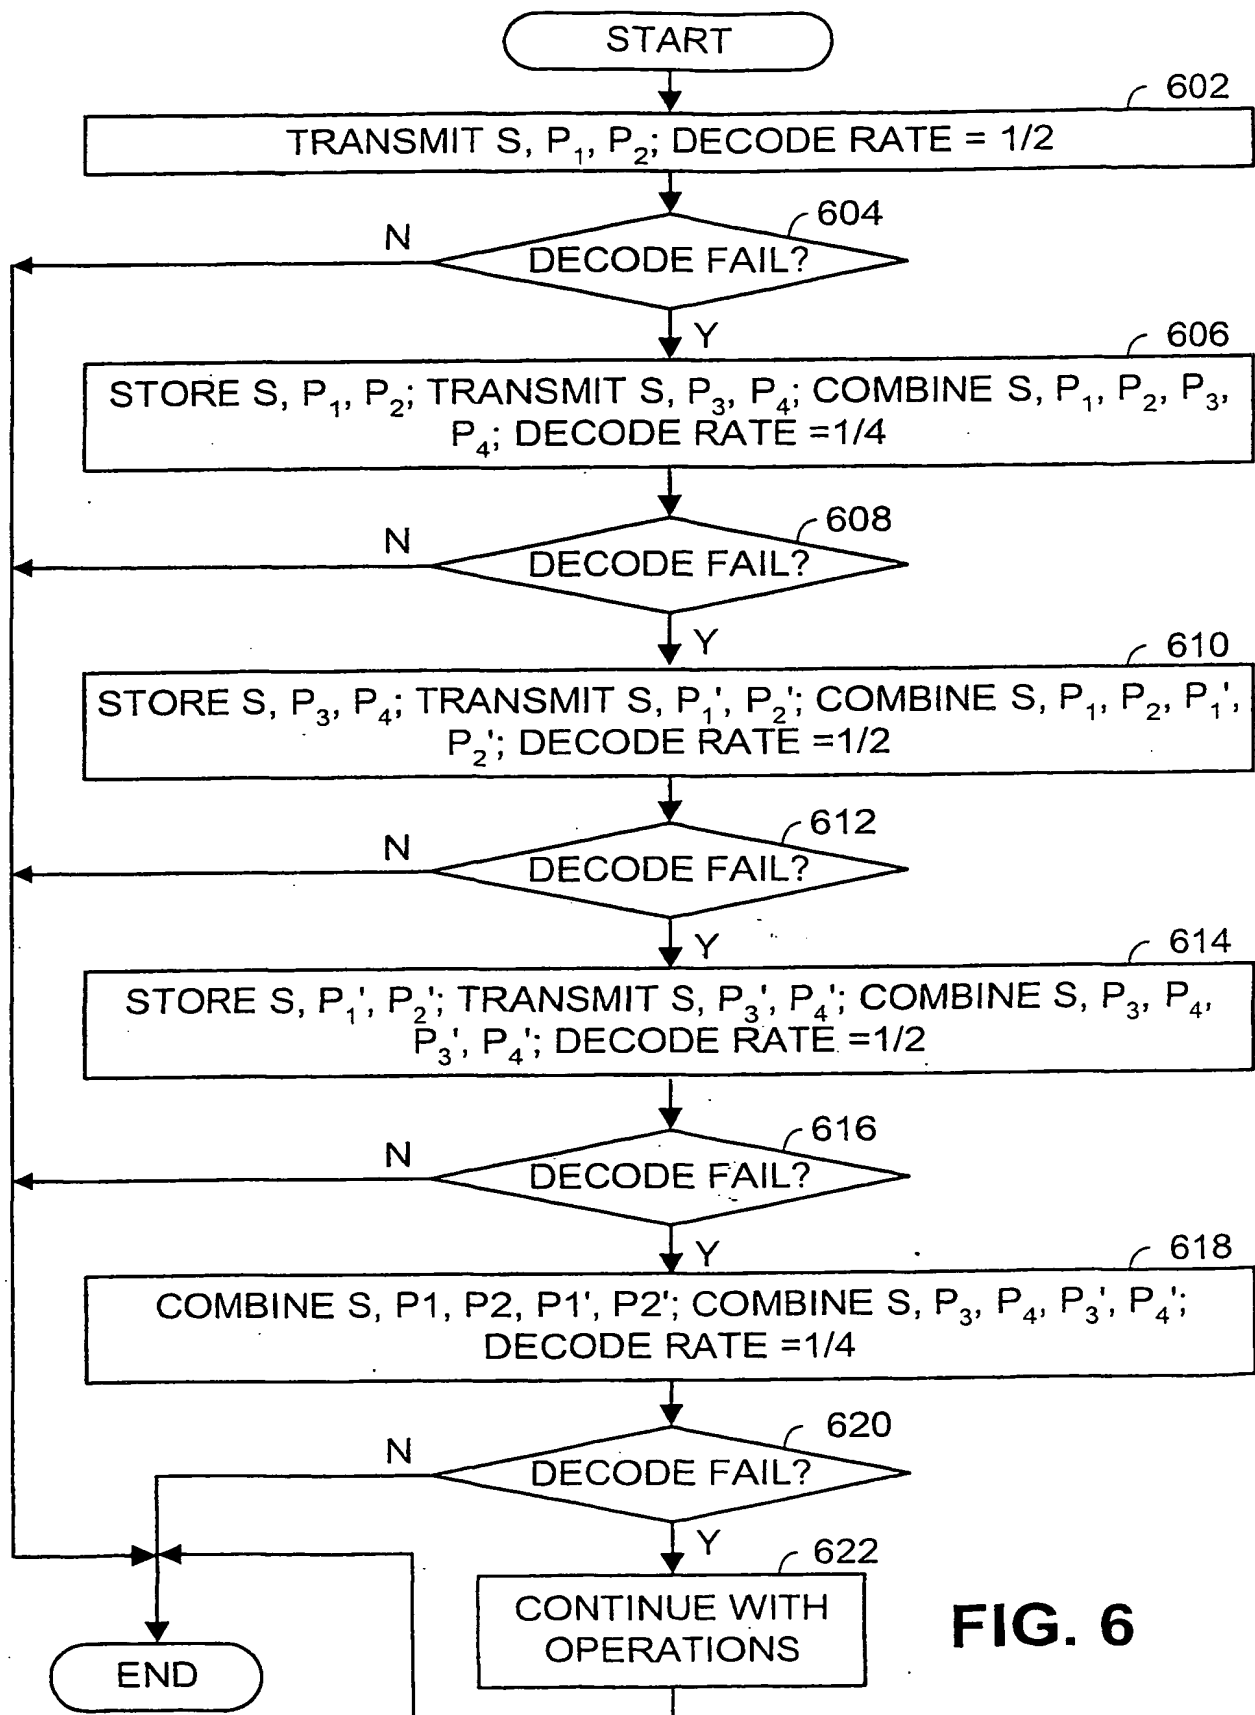 START
602
TRANSMIT S, P₁, P₂; DECODE RATE = 1/2
604
N
DECODE FAIL?
Y
606
STORE S, P₁, P₂; TRANSMIT S, P₃, P₄; COMBINE S, P₁, P₂, P₃,
P₄; DECODE RATE =1/4
608
N
DECODE FAIL?
Y
610
STORE S, P₃, P₄; TRANSMIT S, P₁', P₂'; COMBINE S, P₁, P₂, P₁',
P₂'; DECODE RATE =1/2
612
N
DECODE FAIL?
Y
614
STORE S, P₁', P₂'; TRANSMIT S, P₃', P₄'; COMBINE S, P₃, P₄,
P₃', P₄'; DECODE RATE =1/2
616
N
DECODE FAIL?
Y
618
COMBINE S, P1, P2, P1', P2'; COMBINE S, P₃, P₄, P₃', P₄';
DECODE RATE =1/4
620
N
DECODE FAIL?
Y
622
CONTINUE WITH
OPERATIONS
FIG. 6
END